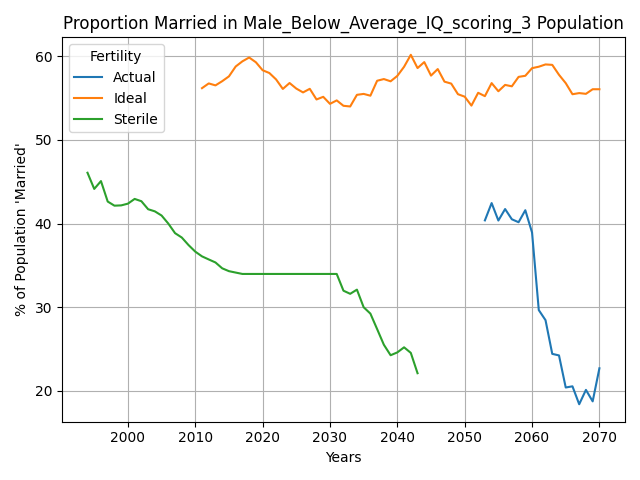 Proportion Married in Male_Below_Average_IQ_scoring_3 Population
Fertility
Actual
Ideal
Sterile
% of Population 'Married'
60
50
40
30
20
2000 2010 2020 2030 2040 2050 2060 2070
Years